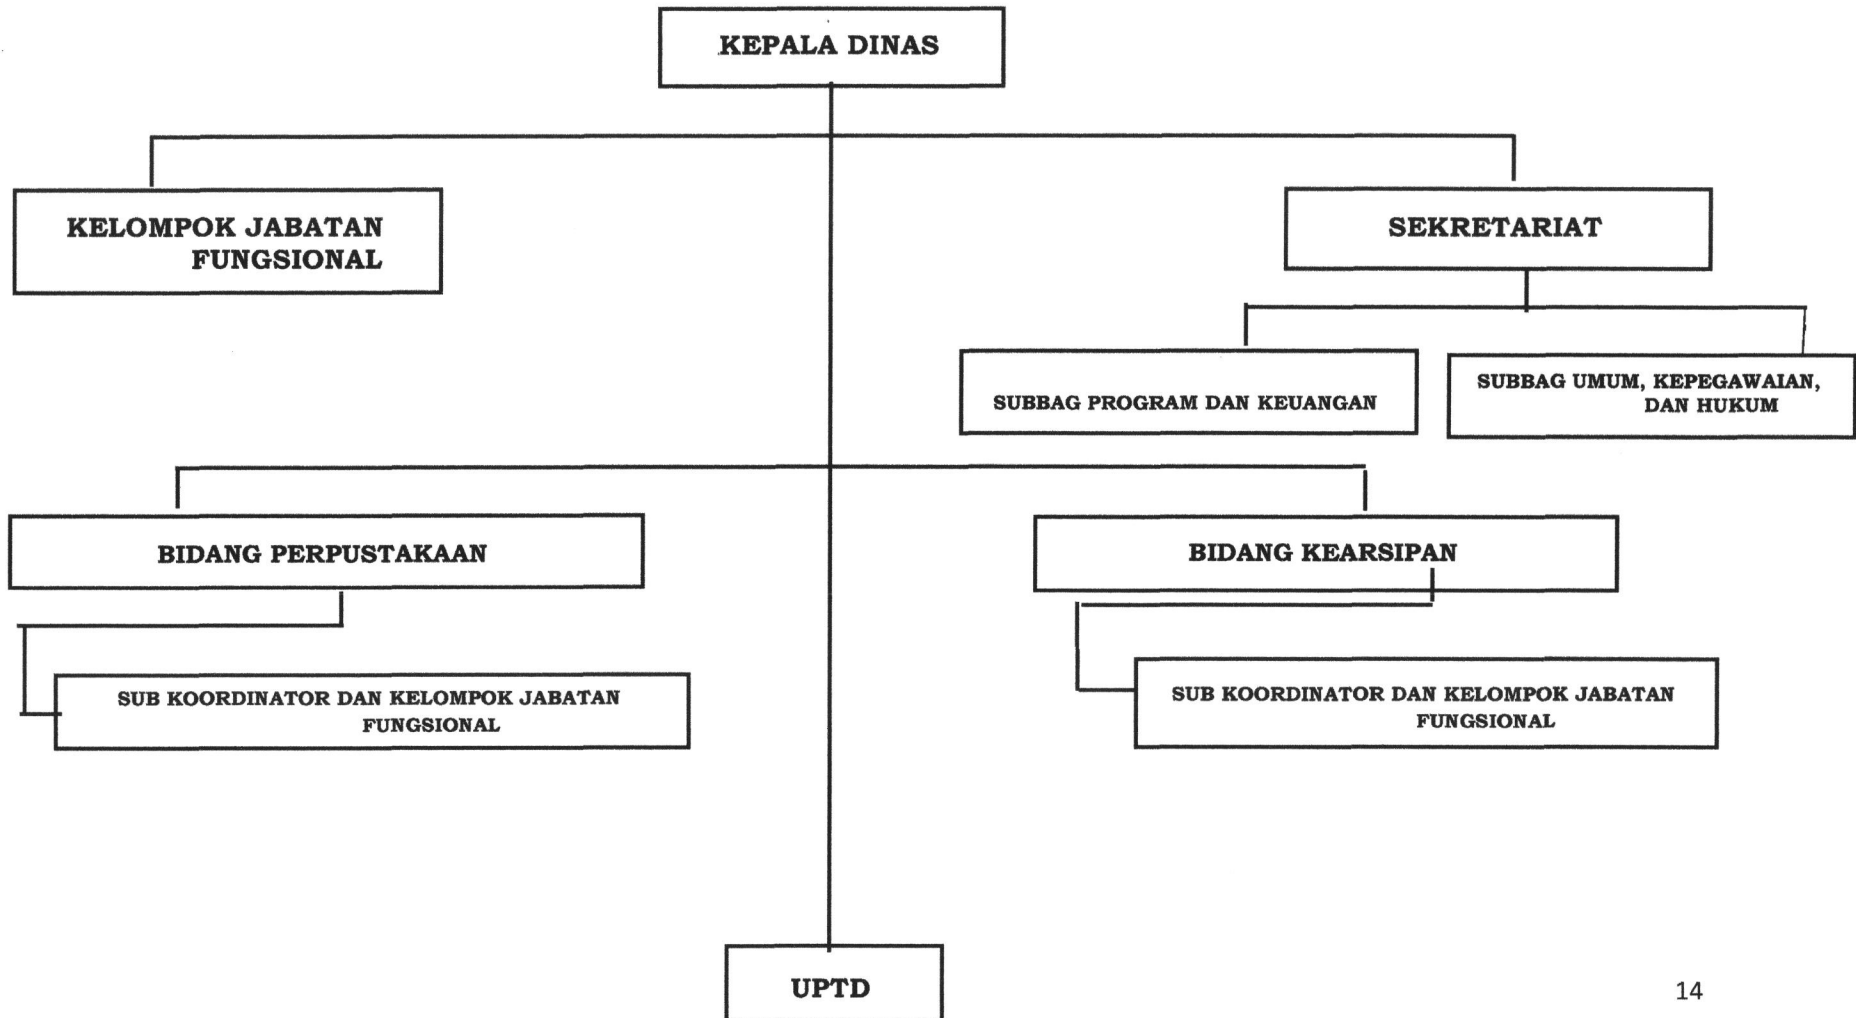 KEPALA DINAS
KELOMPOK JABATAN
FUNGSIONAL
SEKRETARIAT
SUBBAG PROGRAM DAN KEUANGAN
SUBBAG UMUM, KEPEGAWAIAN,
DAN HUKUM
BIDANG PERPUSTAKAAN
BIDANG KEARSIPAN
SUB KOORDINATOR DAN KELOMPOK JABATAN
FUNGSIONAL
SUB KOORDINATOR DAN KELOMPOK JABATAN
FUNGSIONAL
UPTD
14